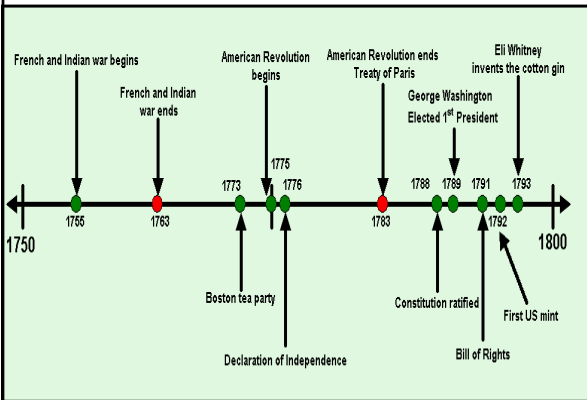 French and Indian war begins
French and Indian
war ends
American Revolution
begins
American Revolution ends
Treaty of Paris
George Washington
Elected 1st President
Eli Whitney
invents the cotton gin
1775
1773
1776
1788
1789
1791
1793
1755
1763
1783
1792
1750
1800
Boston tea party
Declaration of Independence
Constitution ratified
Bill of Rights
First US mint